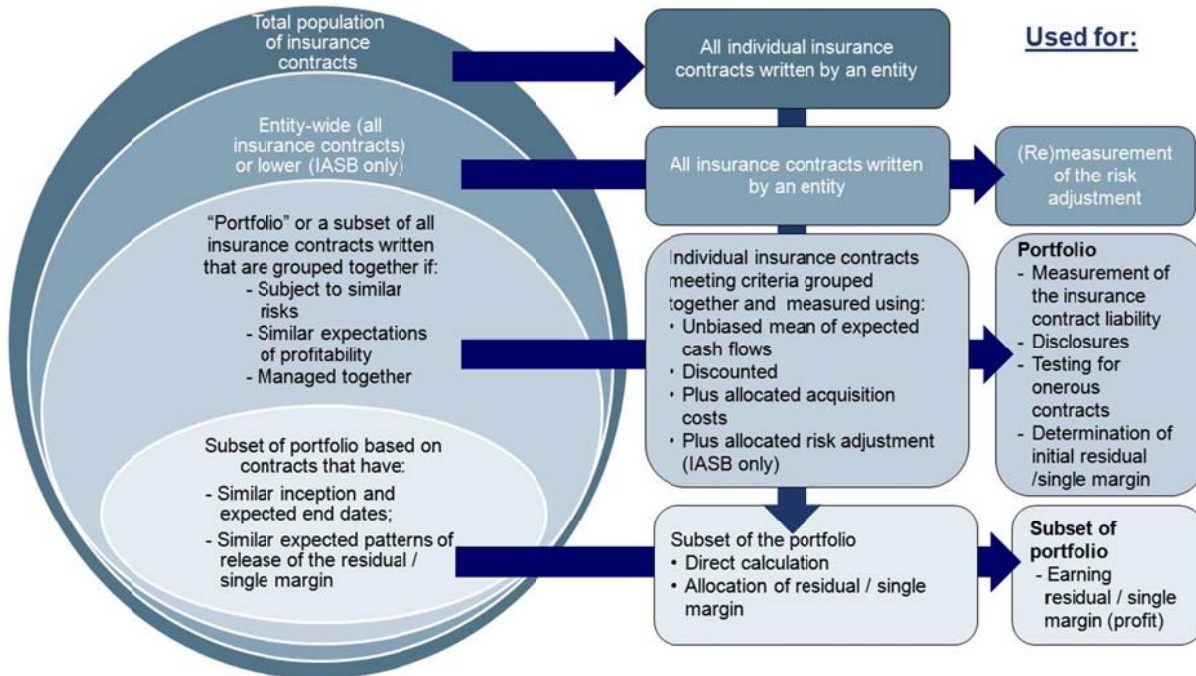 Total population
of insurance
contracts
Entity-wide (all
insurance contracts)
or lower (IASB only)
“Portfolio” or a subset of all
insurance contracts written
that are grouped together if:
- Subject to similar
risks
- Similar expectations
of profitability
- Managed together
Subset of portfolio based on
contracts that have:
- Similar inception and
expected end dates;
- Similar expected patterns of
release of the residual /
single margin
All individual insurance
contracts written by an entity
All insurance contracts written
by an entity
Individual insurance contracts
meeting criteria grouped
together and measured using:
• Unbiased mean of expected
cash flows
• Discounted
• Plus allocated acquisition
costs
• Plus allocated risk adjustment
(IASB only)
Subset of the portfolio
• Direct calculation
• Allocation of residual / single
margin
Used for:
(Re)measurement
of the risk
adjustment
Portfolio
- Measurement of
the insurance
contract liability
- Disclosures
- Testing for
onerous
contracts
- Determination of
initial residual
/single margin
Subset of
portfolio
- Earning
residual / single
margin (profit)